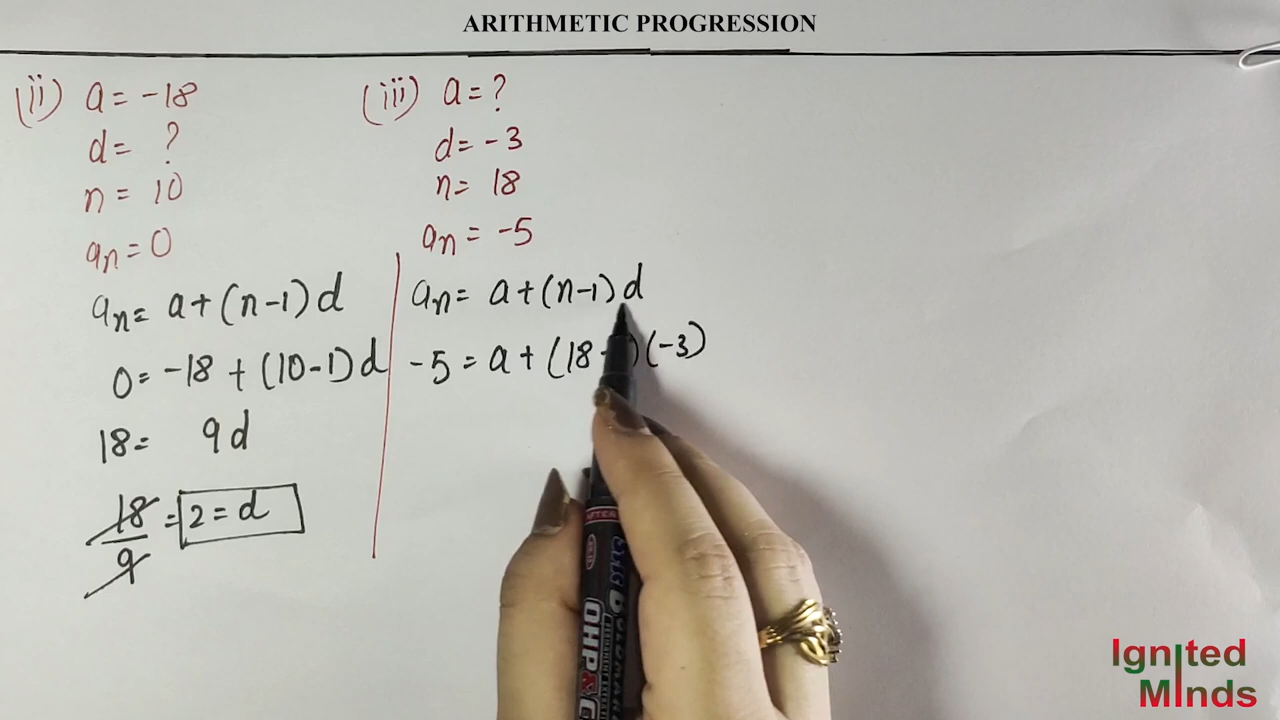 ARITHMETIC PROGRESSION
(ii) a = -18
d = ?
n = 10
an = 0
an = a + (n-1) d
0 = -18 + (10-1) d
18 = 9d
18/9 = 2 = d
(iii) a = ?
d = -3
n = 18
an = -5
an = a + (n-1) d
-5 = a + (18- ) (-3)
OHP &
Ignited
Minds